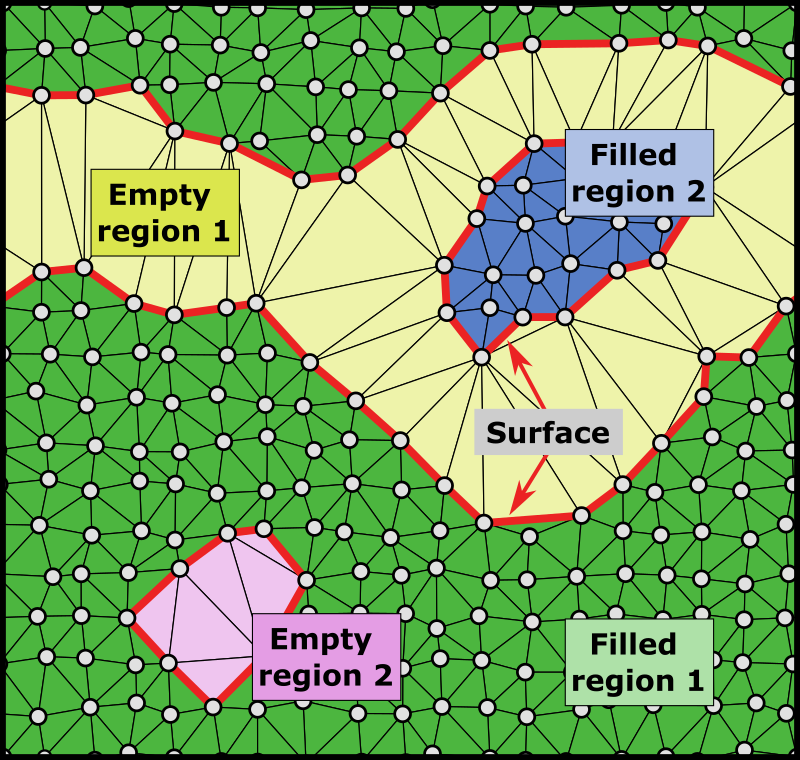 Filled
region 2
Empty
region 1
Surface
Empty
region 2
Filled
region 1